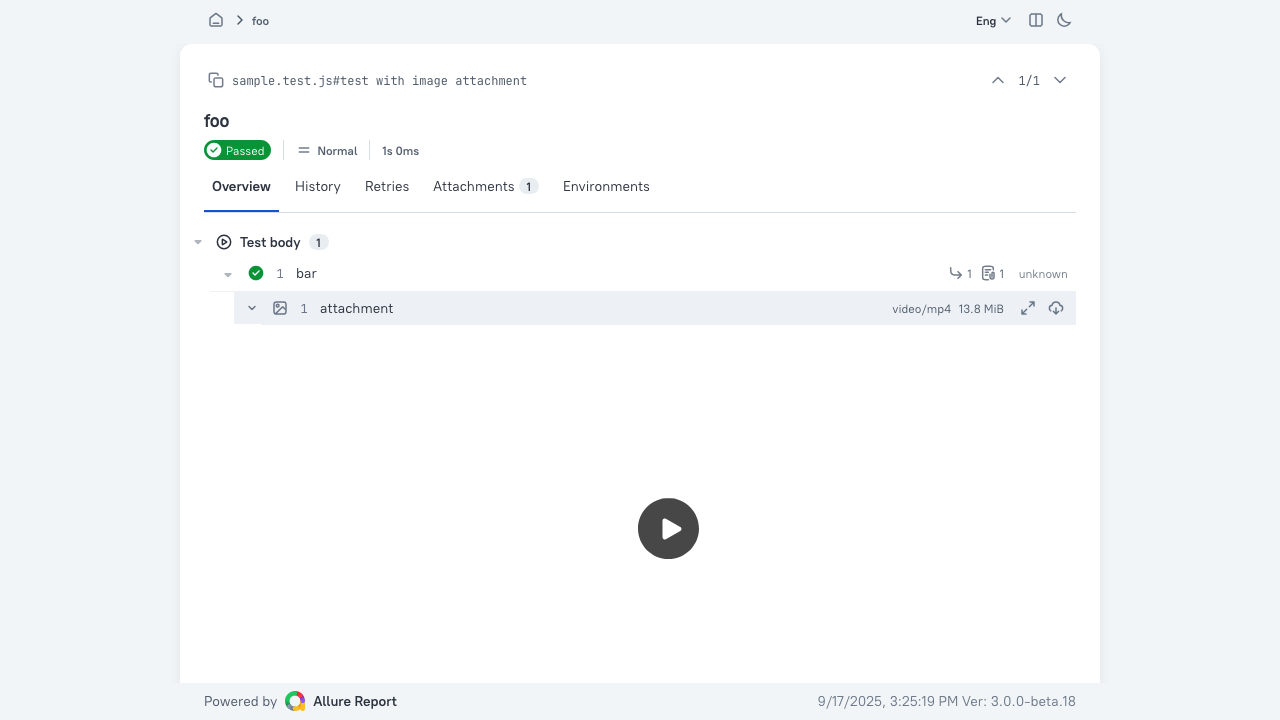 foo
Eng
sample.test.js#test with image attachment
1/1
foo
Passed
Normal
1s 0ms
Overview
History
Retries
Attachments 1
Environments
Test body 1
1 bar
1
1
unknown
1 attachment
video/mp4 13.8 MiB
Powered by Allure Report
9/17/2025, 3:25:19 PM Ver: 3.0.0-beta.18